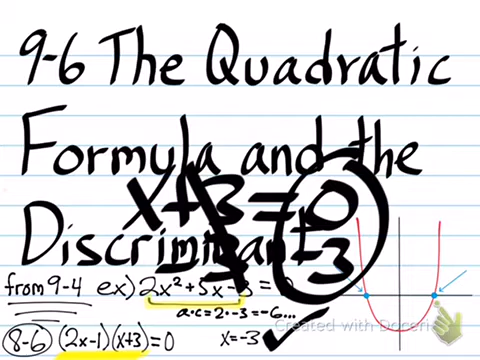 9-6 The Quadratic
Formula and the
x+3=0
Discriminant
-3 -3
from 9-4 ex) 2x²+5x-3=0
a·c=2·-3=-6...
8-6 (2x-1)(x+3)=0 x=-3 ✓
Created with Doceri